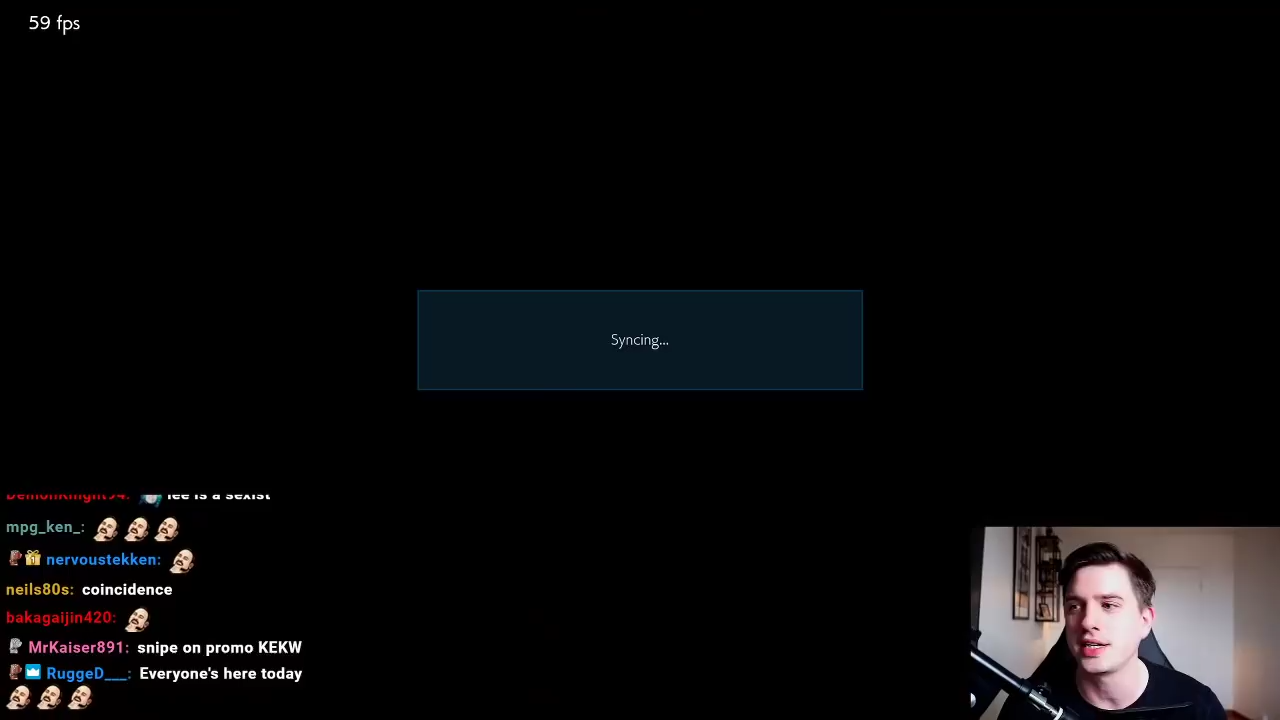 59 fps
Syncing...
lee is a sexist
mpg_ken_:
nervoustekken:
neils80s: coincidence
bakagaijin420:
MrKaiser891: snipe on promo KEKW
RuggeD___: Everyone's here today